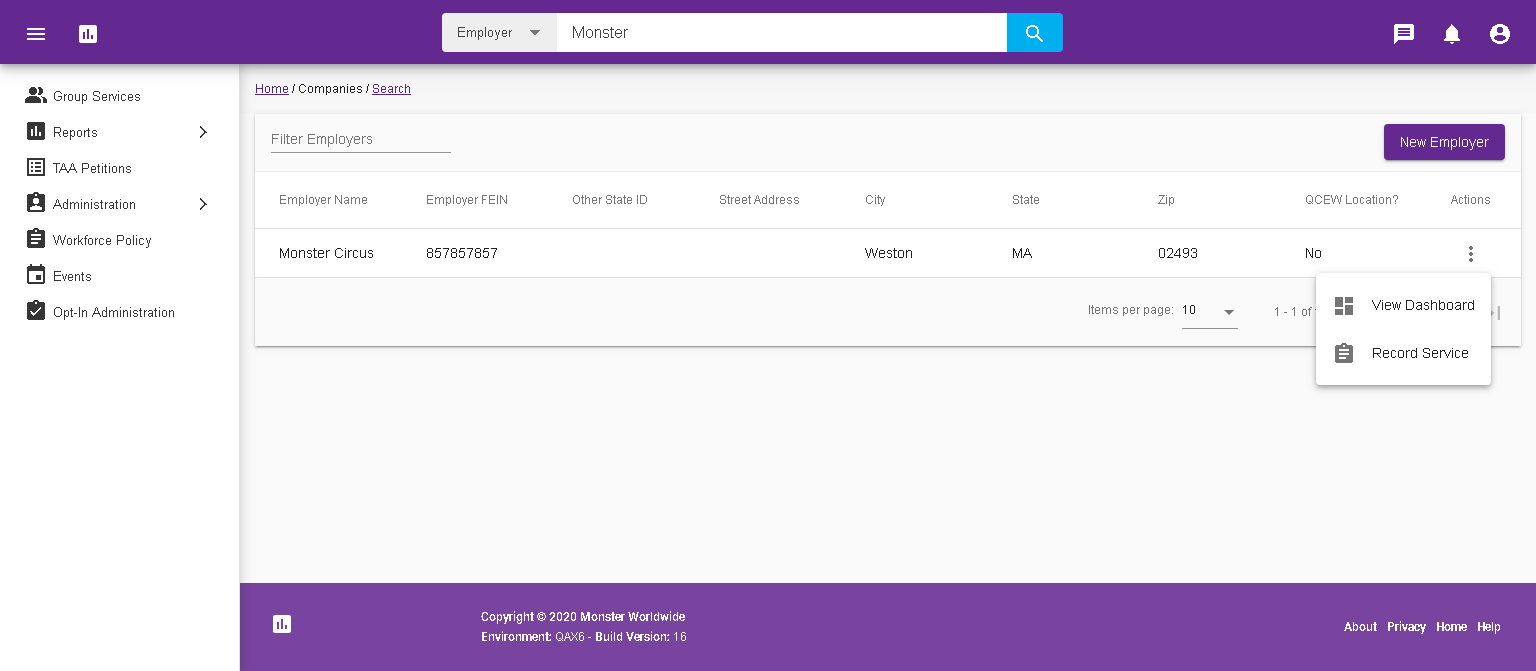 Employer
Monster
Group Services
Reports
TAA Petitions
Administration
Workforce Policy
Events
Opt-In Administration
Home / Companies / Search
Filter Employers
New Employer
Employer Name Employer FEIN Other State ID Street Address City State Zip QCEW Location? Actions
Monster Circus 857857857 Weston MA 02493 No
Items per page: 10 1 - 1 of
View Dashboard
Record Service
Copyright © 2020 Monster Worldwide
Environment: QAX6 - Build Version: 16
About Privacy Home Help